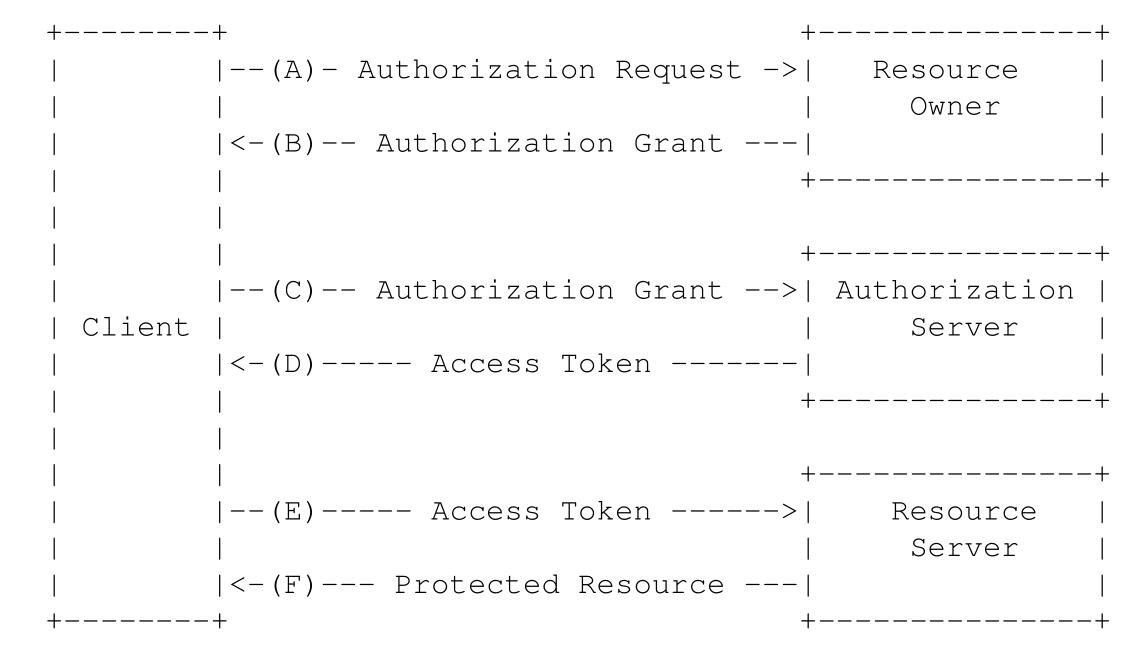 +--------+                               +---------------+
|        |--(A)- Authorization Request ->|   Resource    |
|        |                               |     Owner     |
|        |<-(B)-- Authorization Grant ---|               |
|        |                               +---------------+
|        |
|        |                               +---------------+
|        |--(C)-- Authorization Grant -->| Authorization |
| Client |                               |     Server    |
|        |<-(D)----- Access Token -------|               |
|        |                               +---------------+
|        |
|        |                               +---------------+
|        |--(E)----- Access Token ------>|    Resource   |
|        |                               |     Server    |
|        |<-(F)--- Protected Resource ---|               |
+--------+                               +---------------+